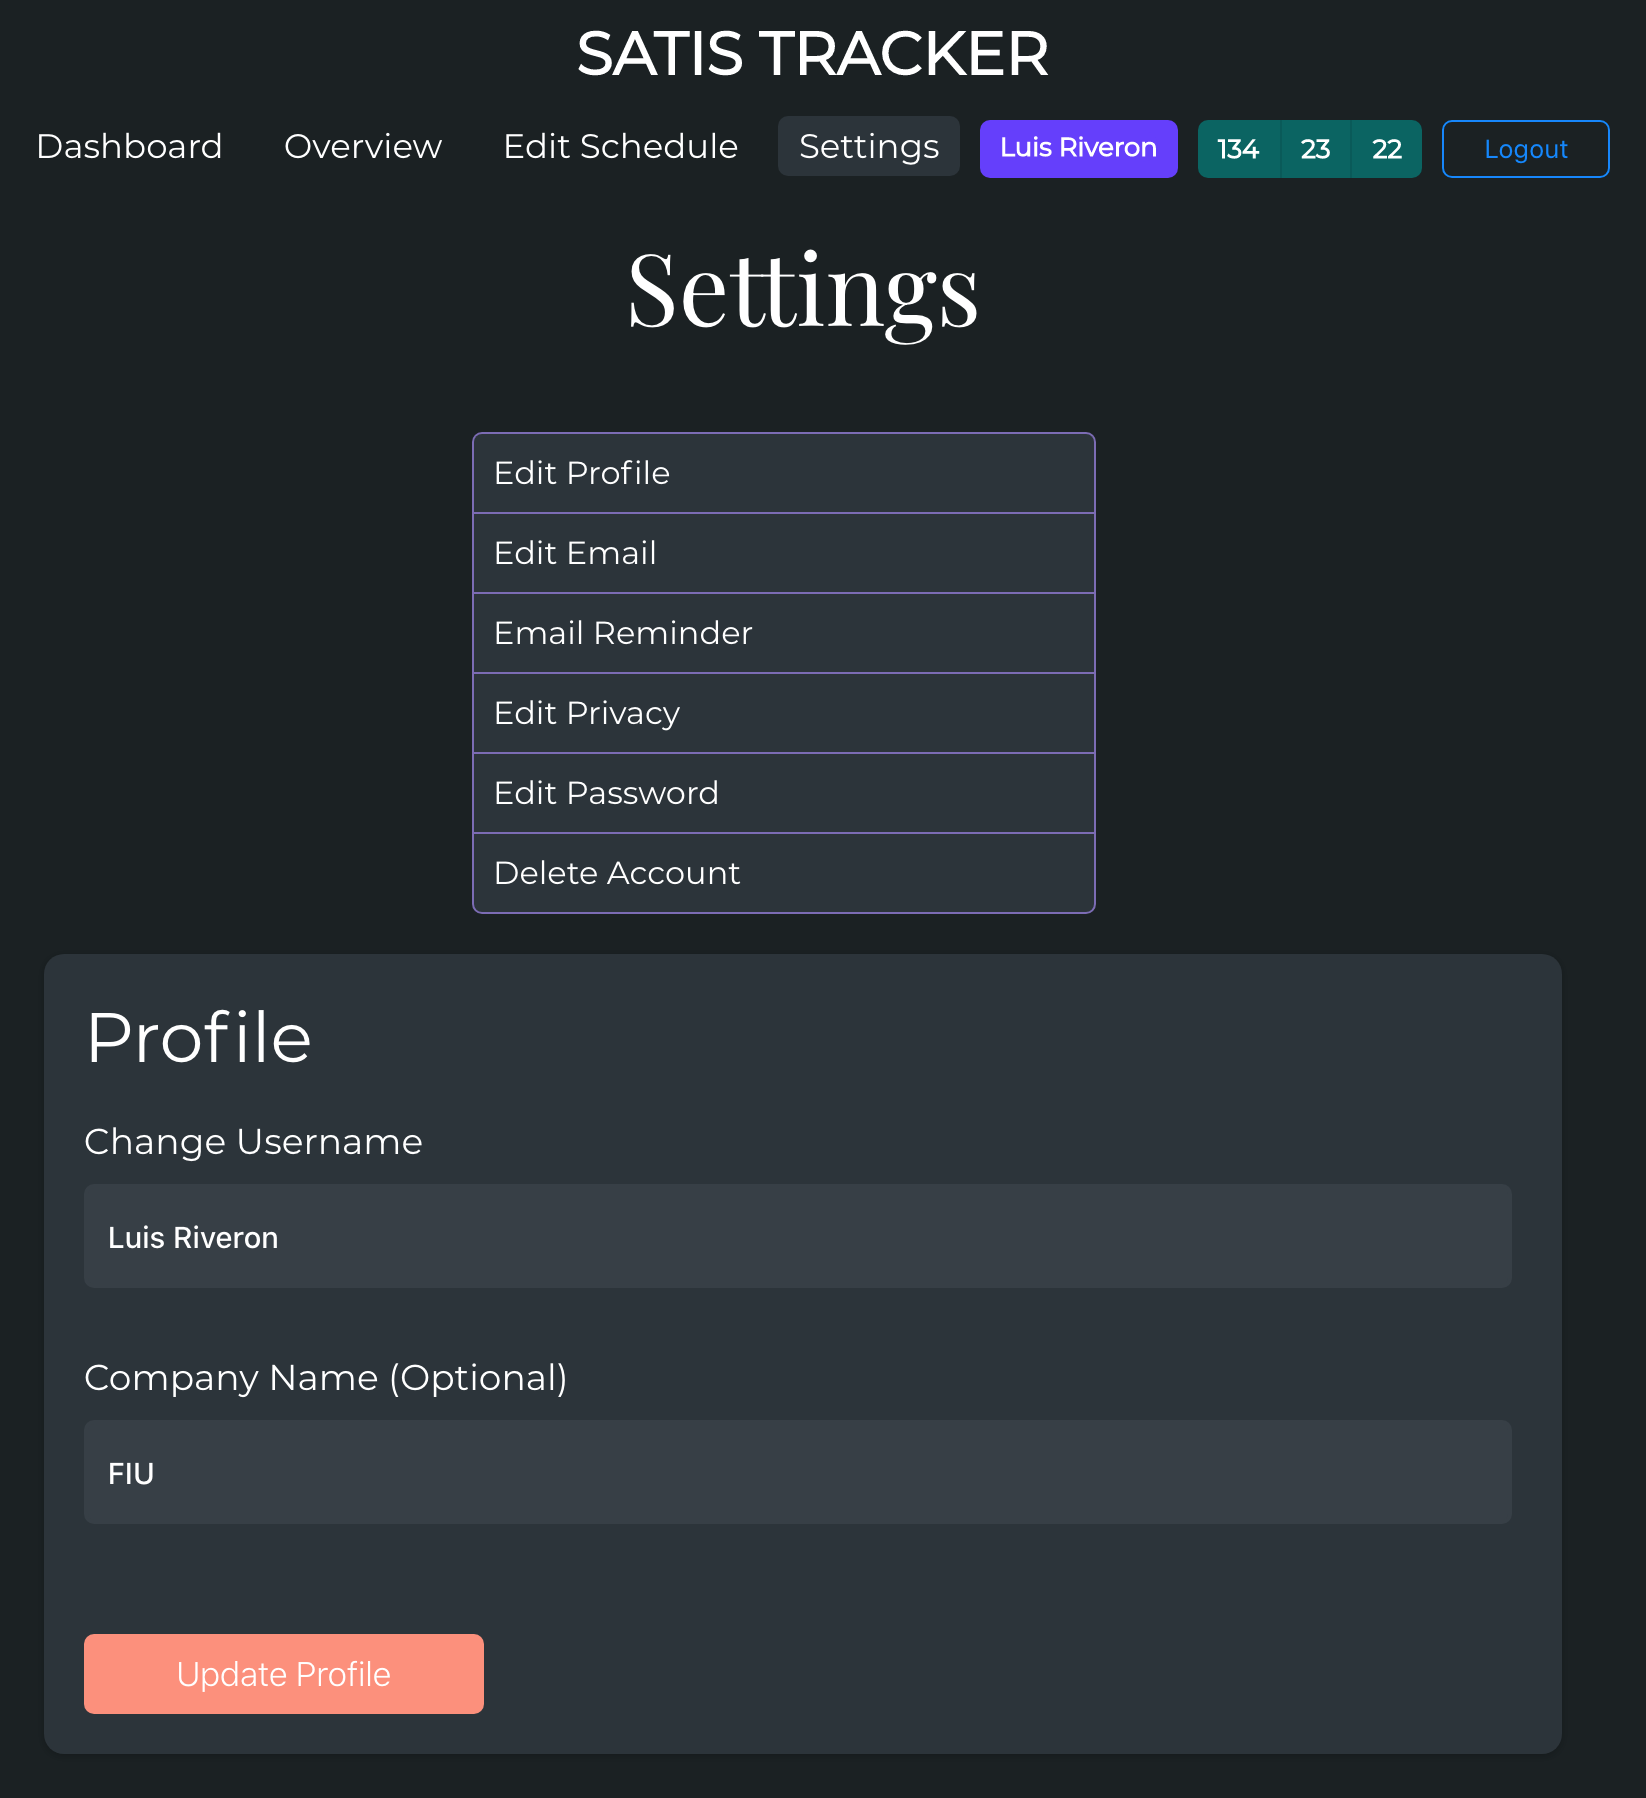 SATIS TRACKER
Dashboard Overview Edit Schedule Settings Luis Riveron 134 23 22 Logout
Settings
Edit Profile
Edit Email
Email Reminder
Edit Privacy
Edit Password
Delete Account
Profile
Change Username
Luis Riveron
Company Name (Optional)
FIU
Update Profile